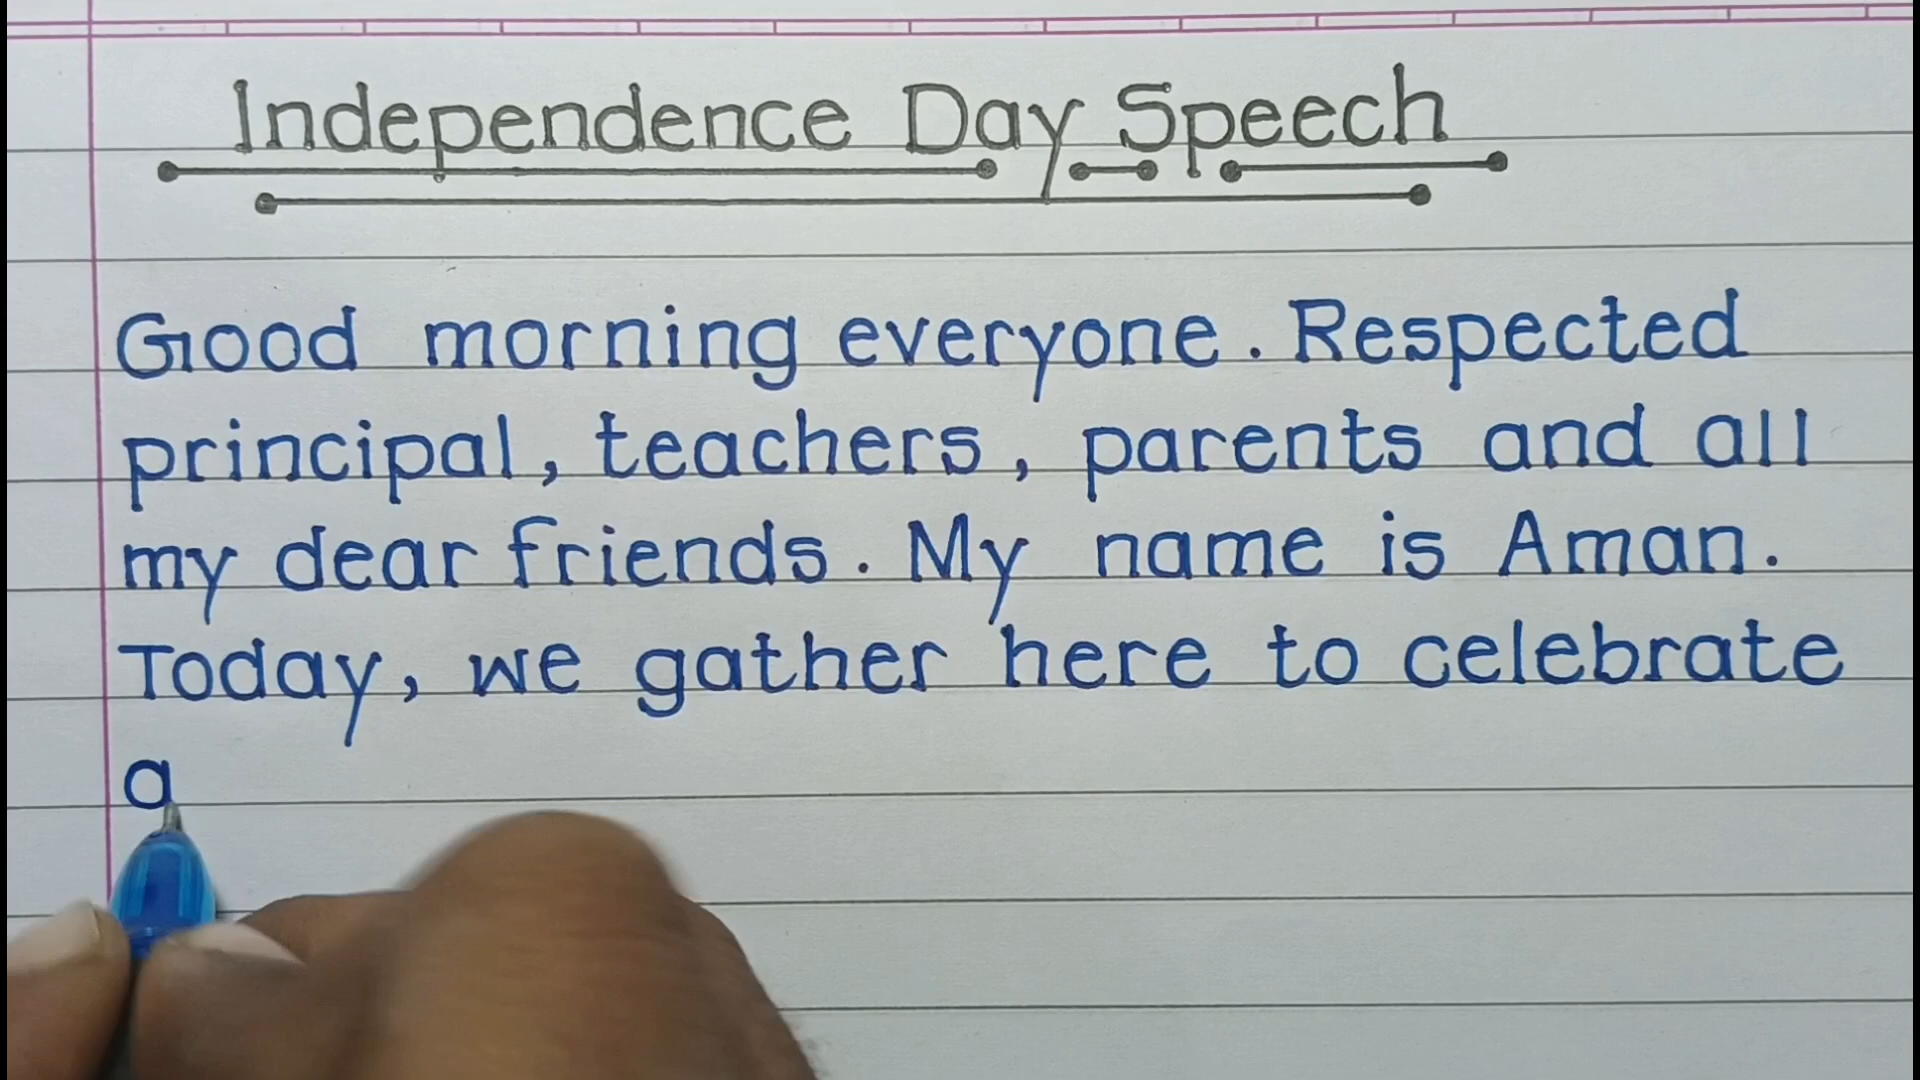 Independence Day Speech
Good morning everyone. Respected
principal, teachers, parents and all
my dear friends. My name is Aman.
Today, we gather here to celebrate
a